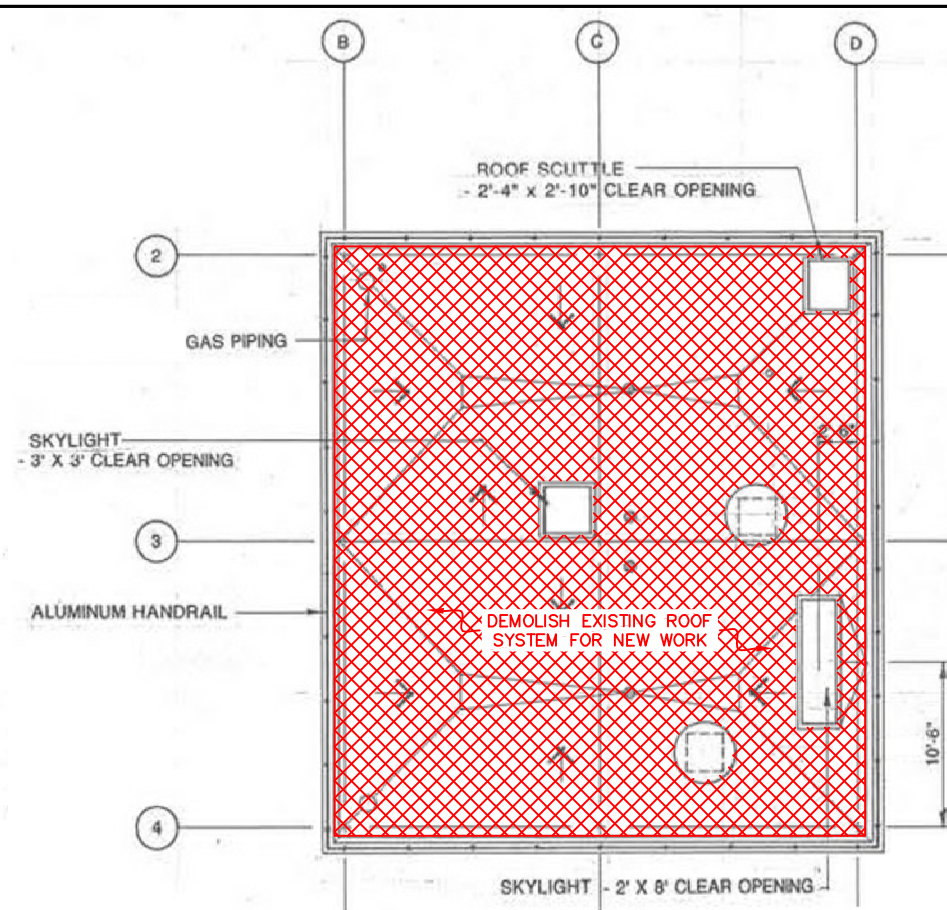 B
C
D
ROOF SCUTTLE
- 2'-4" x 2'-10" CLEAR OPENING
2
GAS PIPING
SKYLIGHT
- 3' X 3' CLEAR OPENING
3
ALUMINUM HANDRAIL
DEMOLISH EXISTING ROOF
SYSTEM FOR NEW WORK
10'-6"
4
SKYLIGHT - 2' X 8' CLEAR OPENING